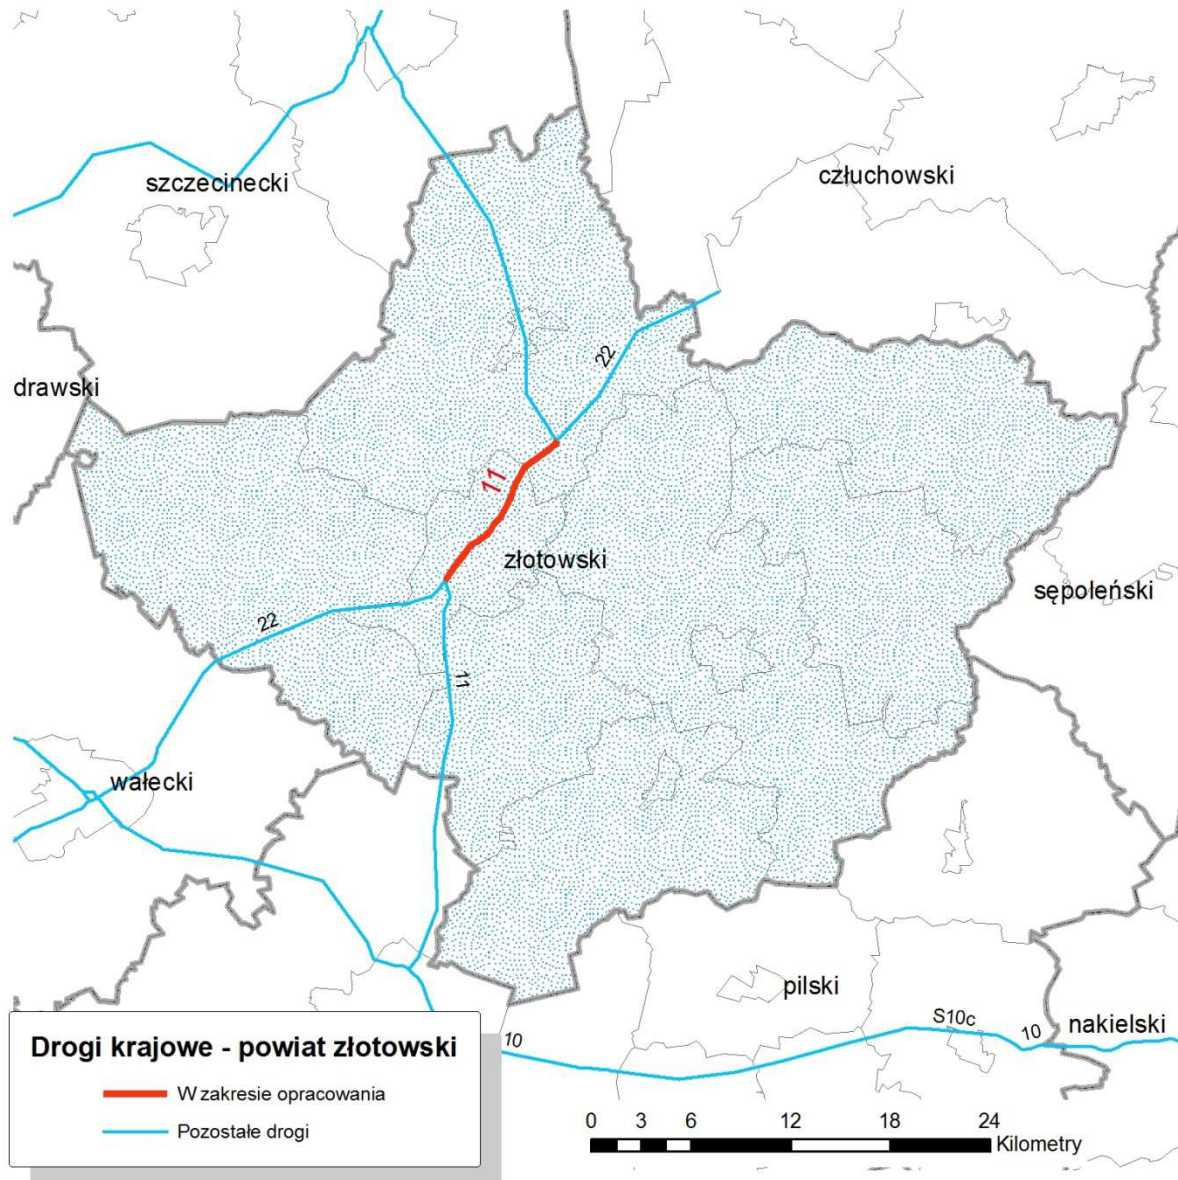 szczecinecki
człuchowski
22
drawski
11
złotowski
sępoleński
22
11
wałecki
pilski
S10c
10
nakielski
10
Drogi krajowe - powiat złotowski
W zakresie opracowania
Pozostałe drogi
0 3 6 12 18 24
Kilometry